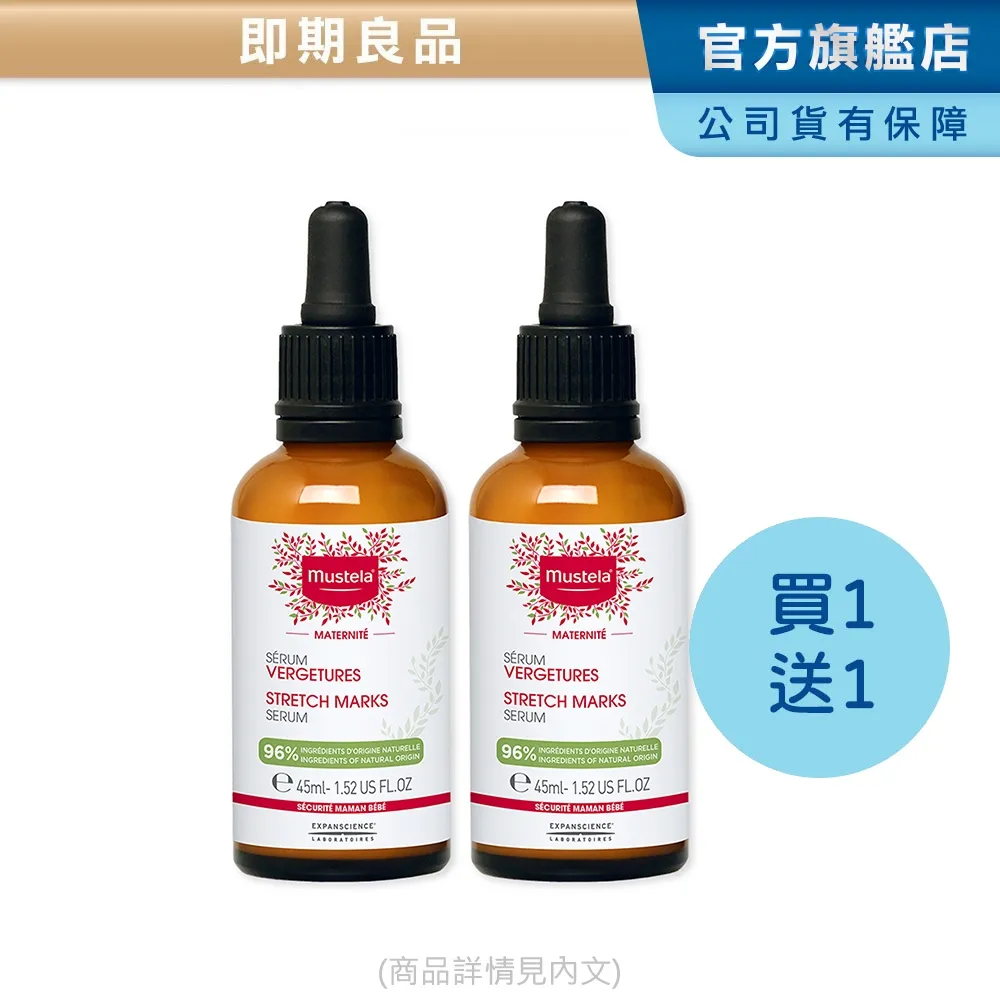 即期良品
官方旗艦店
公司貨有保障
mustela®
MATERNITÉ
SÉRUM
VERGETURES
STRETCH MARKS
SERUM
96% INGRÉDIENTS D'ORIGINE NATURELLE
INGREDIENTS OF NATURAL ORIGIN
e 45ml- 1.52 US FL.OZ
SÉCURITÉ MAMAN BÉBÉ
EXPANSCIENCE®
LABORATOIRES
mustela®
MATERNITÉ
SÉRUM
VERGETURES
STRETCH MARKS
SERUM
96% INGRÉDIENTS D'ORIGINE NATURELLE
INGREDIENTS OF NATURAL ORIGIN
e 45ml- 1.52 US FL.OZ
SÉCURITÉ MAMAN BÉBÉ
EXPANSCIENCE®
LABORATOIRES
買1
送1
(商品詳情見內文)